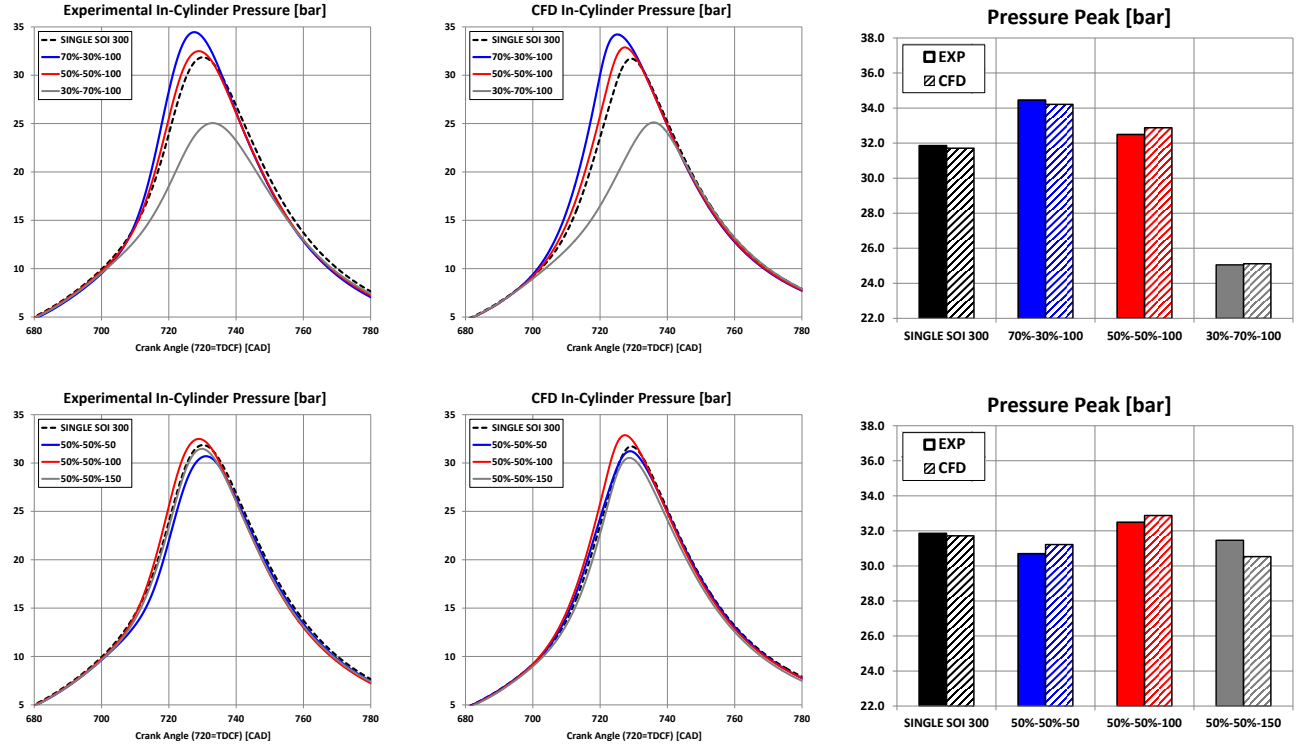 Experimental In-Cylinder Pressure [bar]
35
30
25
20
15
10
5
680 700 720 740 760 780
Crank Angle (720=TDCF) [CAD]
SINGLE SOI 300
70%-30%-100
50%-50%-100
30%-70%-100
CFD In-Cylinder Pressure [bar]
35
30
25
20
15
10
5
680 700 720 740 760 780
Crank Angle (720=TDCF) [CAD]
SINGLE SOI 300
70%-30%-100
50%-50%-100
30%-70%-100
Pressure Peak [bar]
38.0
36.0
34.0
32.0
30.0
28.0
26.0
24.0
22.0
EXP
CFD
SINGLE SOI 300 70%-30%-100 50%-50%-100 30%-70%-100
Experimental In-Cylinder Pressure [bar]
35
30
25
20
15
10
5
680 700 720 740 760 780
Crank Angle (720=TDCF) [CAD]
SINGLE SOI 300
50%-50%-50
50%-50%-100
50%-50%-150
CFD In-Cylinder Pressure [bar]
35
30
25
20
15
10
5
680 700 720 740 760 780
Crank Angle (720=TDCF) [CAD]
SINGLE SOI 300
50%-50%-50
50%-50%-100
50%-50%-150
Pressure Peak [bar]
38.0
36.0
34.0
32.0
30.0
28.0
26.0
24.0
22.0
EXP
CFD
SINGLE SOI 300 50%-50%-50 50%-50%-100 50%-50%-150